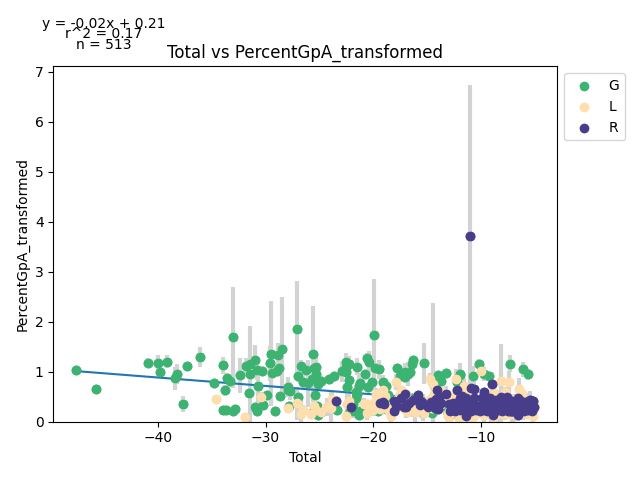 y = -0.02x + 0.21
r^2 = 0.17
n = 513
Total vs PercentGpA_transformed
7
6
5
4
3
2
1
0
PercentGpA_transformed
−40
−30
−20
−10
Total
G
L
R